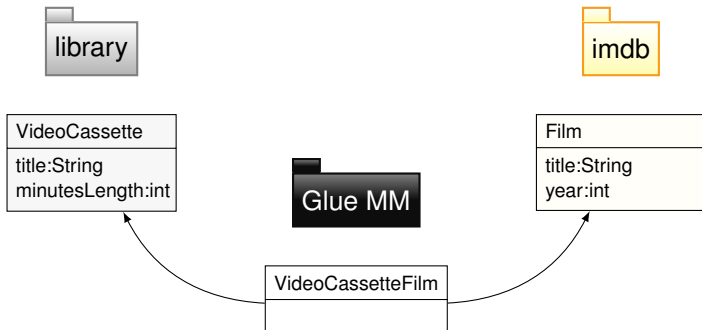 library
imdb
VideoCassette
title:String
minutesLength:int
Film
title:String
year:int
Glue MM
VideoCassetteFilm